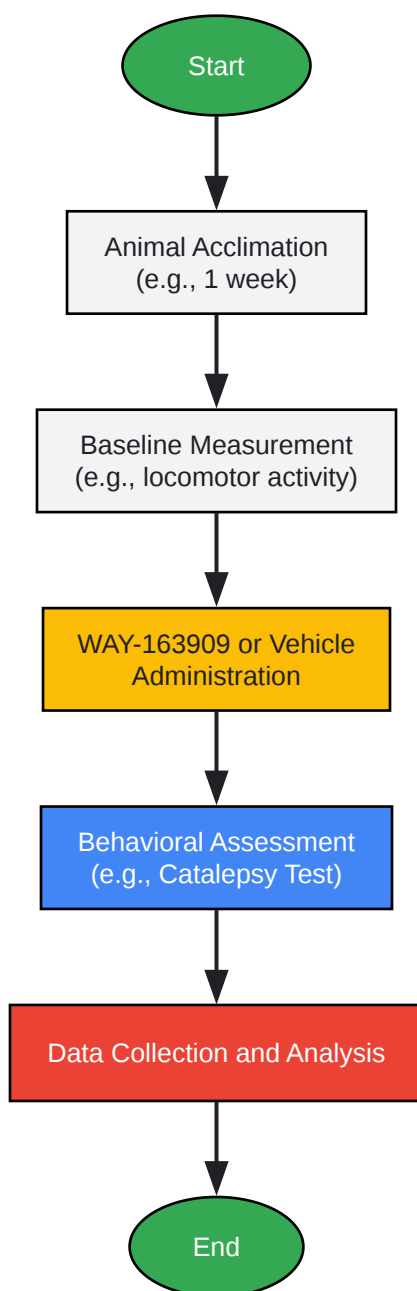 Start
Animal Acclimation
(e.g., 1 week)
Baseline Measurement
(e.g., locomotor activity)
WAY-163909 or Vehicle
Administration
Behavioral Assessment
(e.g., Catalepsy Test)
Data Collection and Analysis
End